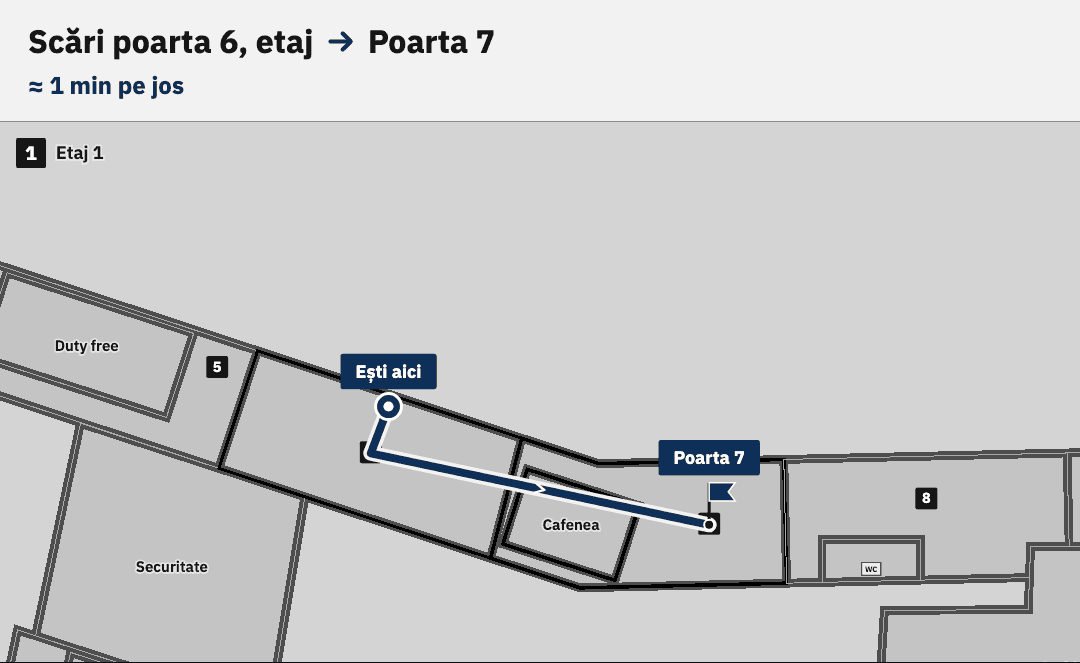 Scări poarta 6, etaj → Poarta 7
≈ 1 min pe jos
1 Etaj 1
Duty free
5
Ești aici
Poarta 7
8
Cafenea
Securitate
WC